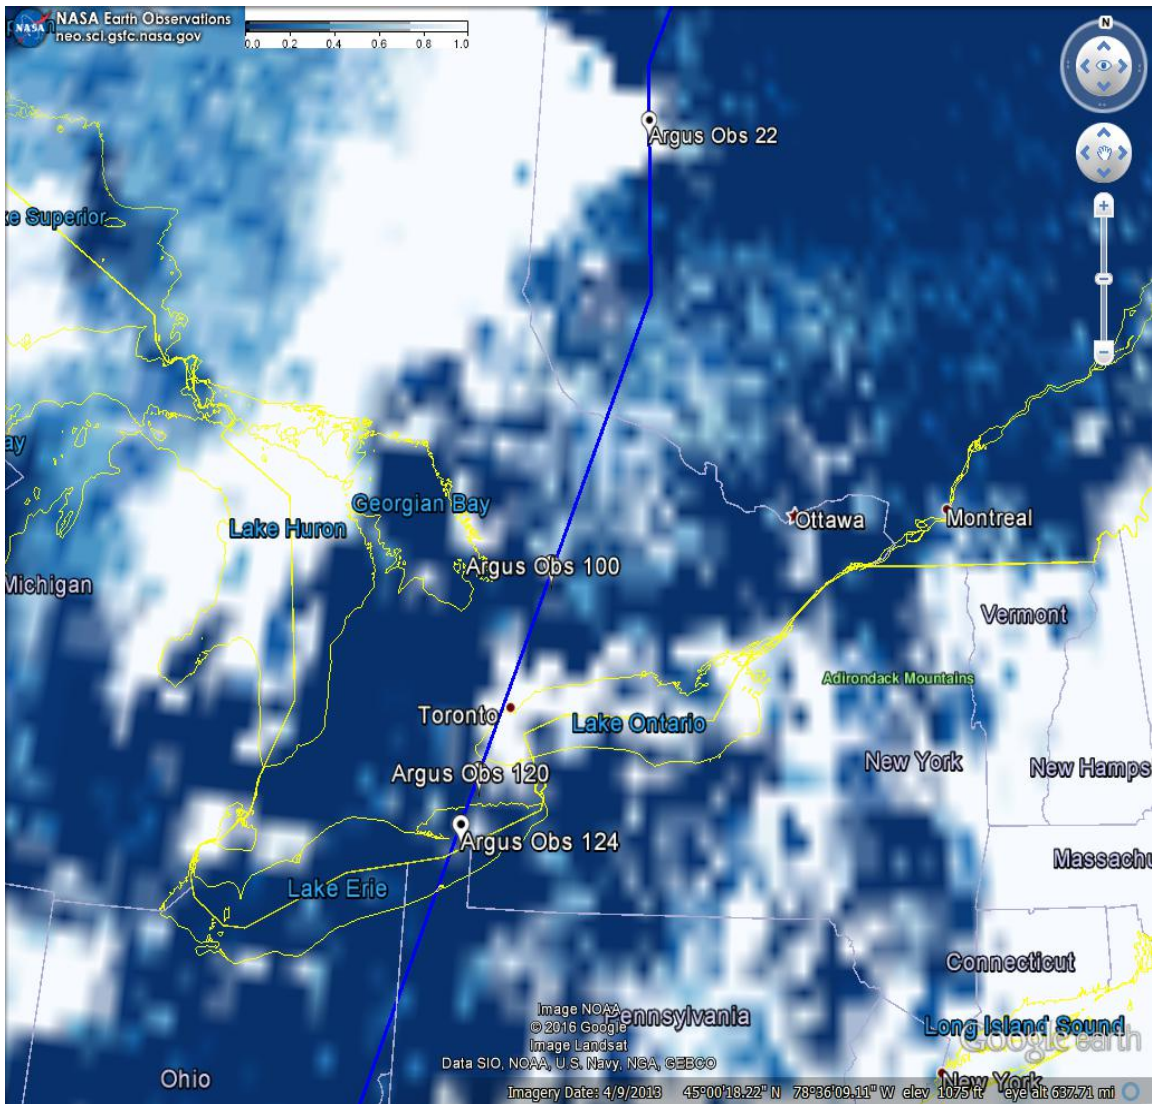 NASA
NASA Earth Observations
neo.sci.gsfc.nasa.gov
0.0 0.2 0.4 0.6 0.8 1.0
N
Argus Obs 22
ke Superior
ay
Georgian Bay
Lake Huron
Ottawa
Montreal
Argus Obs 100
Michigan
Vermont
Adirondack Mountains
Toronto
Lake Ontario
New York
New Hamps
Argus Obs 120
Argus Obs 124
Massachu
Lake Erie
Connecticut
Image NOAA
© 2016 Google
Pennsylvania
Image Landsat
Long Island Sound
Google earth
Data SIO, NOAA, U.S. Navy, NGA, GEBCO
Ohio
New York
Imagery Date: 4/9/2013 45°00'18.22" N 78°36'09.11" W elev 1075 ft eye alt 637.71 mi